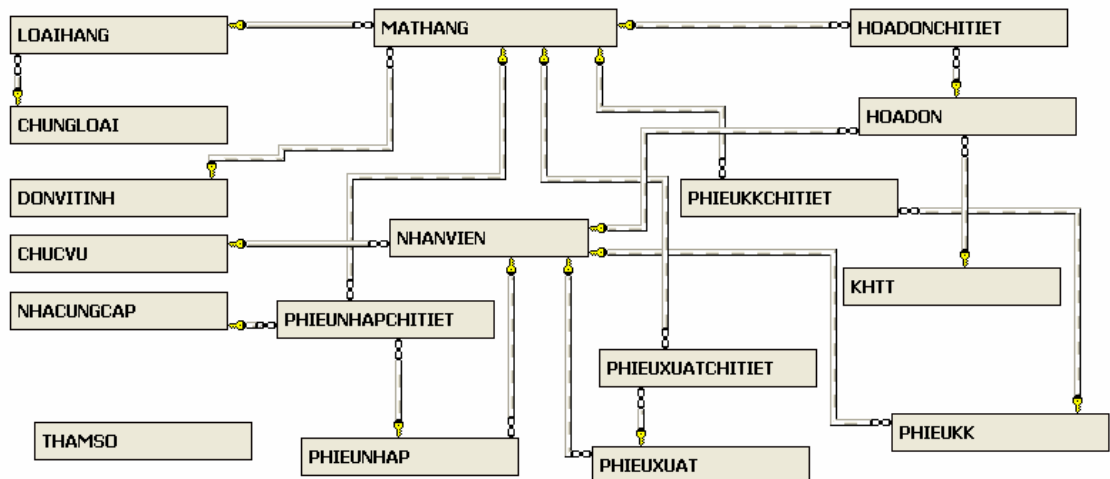 LOAIHANG
MATHANG
HOADONCHITIET
CHUNGLOAI
HOADON
DONVITINH
PHIEUKKCHITIET
CHUCVU
NHANVIEN
KHTT
NHACUNGCAP
PHIEUNHAPCHITIET
PHIEUXUATCHITIET
THAMSO
PHIEUNHAP
PHIEUXUAT
PHIEUKK